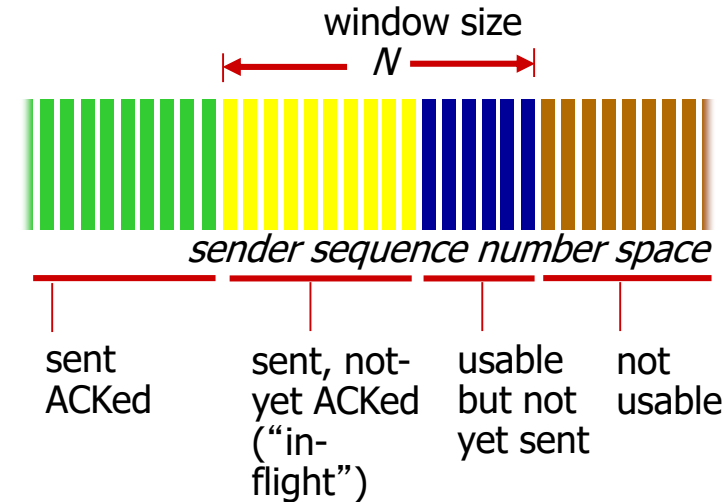 window size
N
sender sequence number space
sent
ACKed
sent, not-
yet ACKed
(“in-
flight”)
usable
but not
yet sent
not
usable